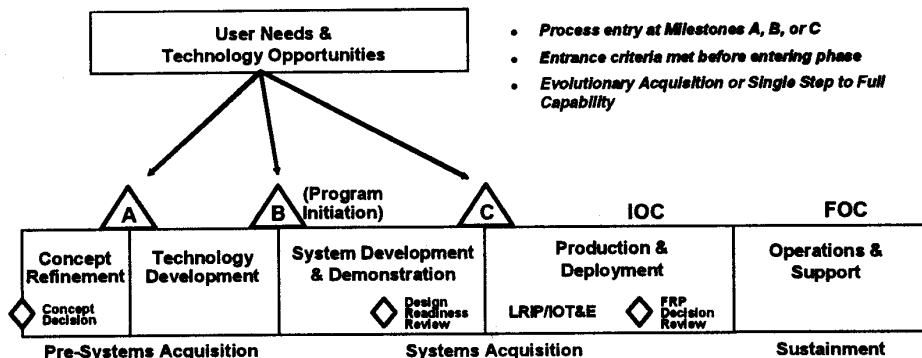 User Needs &
Technology Opportunities
• Process entry at Milestones A, B, or C
• Entrance criteria met before entering phase
• Evolutionary Acquisition or Single Step to Full
Capability
A
B
(Program
Initiation)
C
IOC
FOC
Concept
Refinement
Technology
Development
System Development
& Demonstration
Production &
Deployment
Operations &
Support
Concept
Decision
Design
Readiness
Review
LRIP/IOT&E
FRP
Decision
Review
Pre-Systems Acquisition
Systems Acquisition
Sustainment